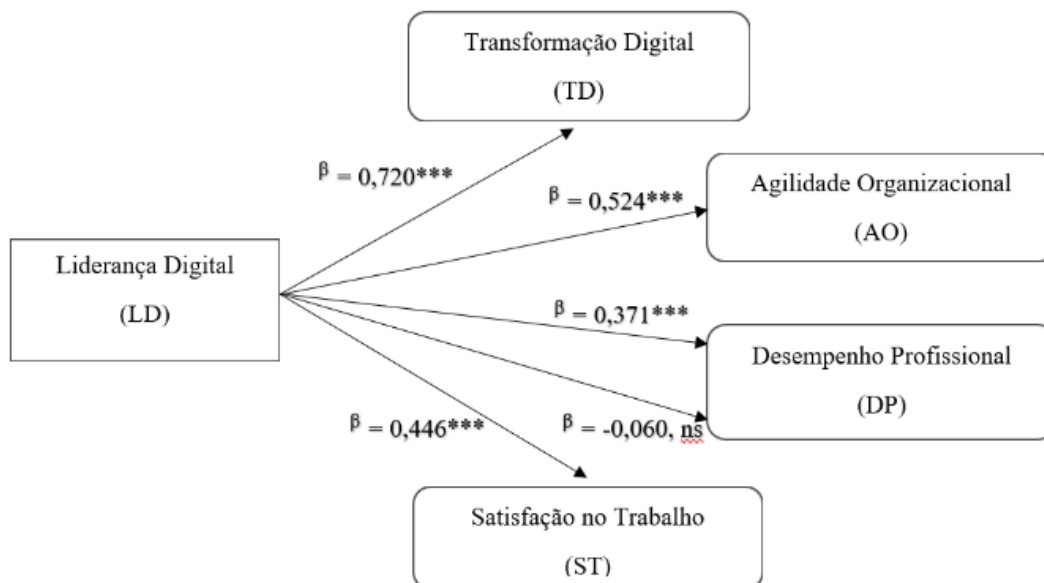 Transformação Digital
(TD)
β = 0,720***
β = 0,524***
Agilidade Organizacional
(AO)
Liderança Digital
(LD)
β = 0,371***
Desempenho Profissional
(DP)
β = 0,446***
β = -0,060, ns
Satisfação no Trabalho
(ST)